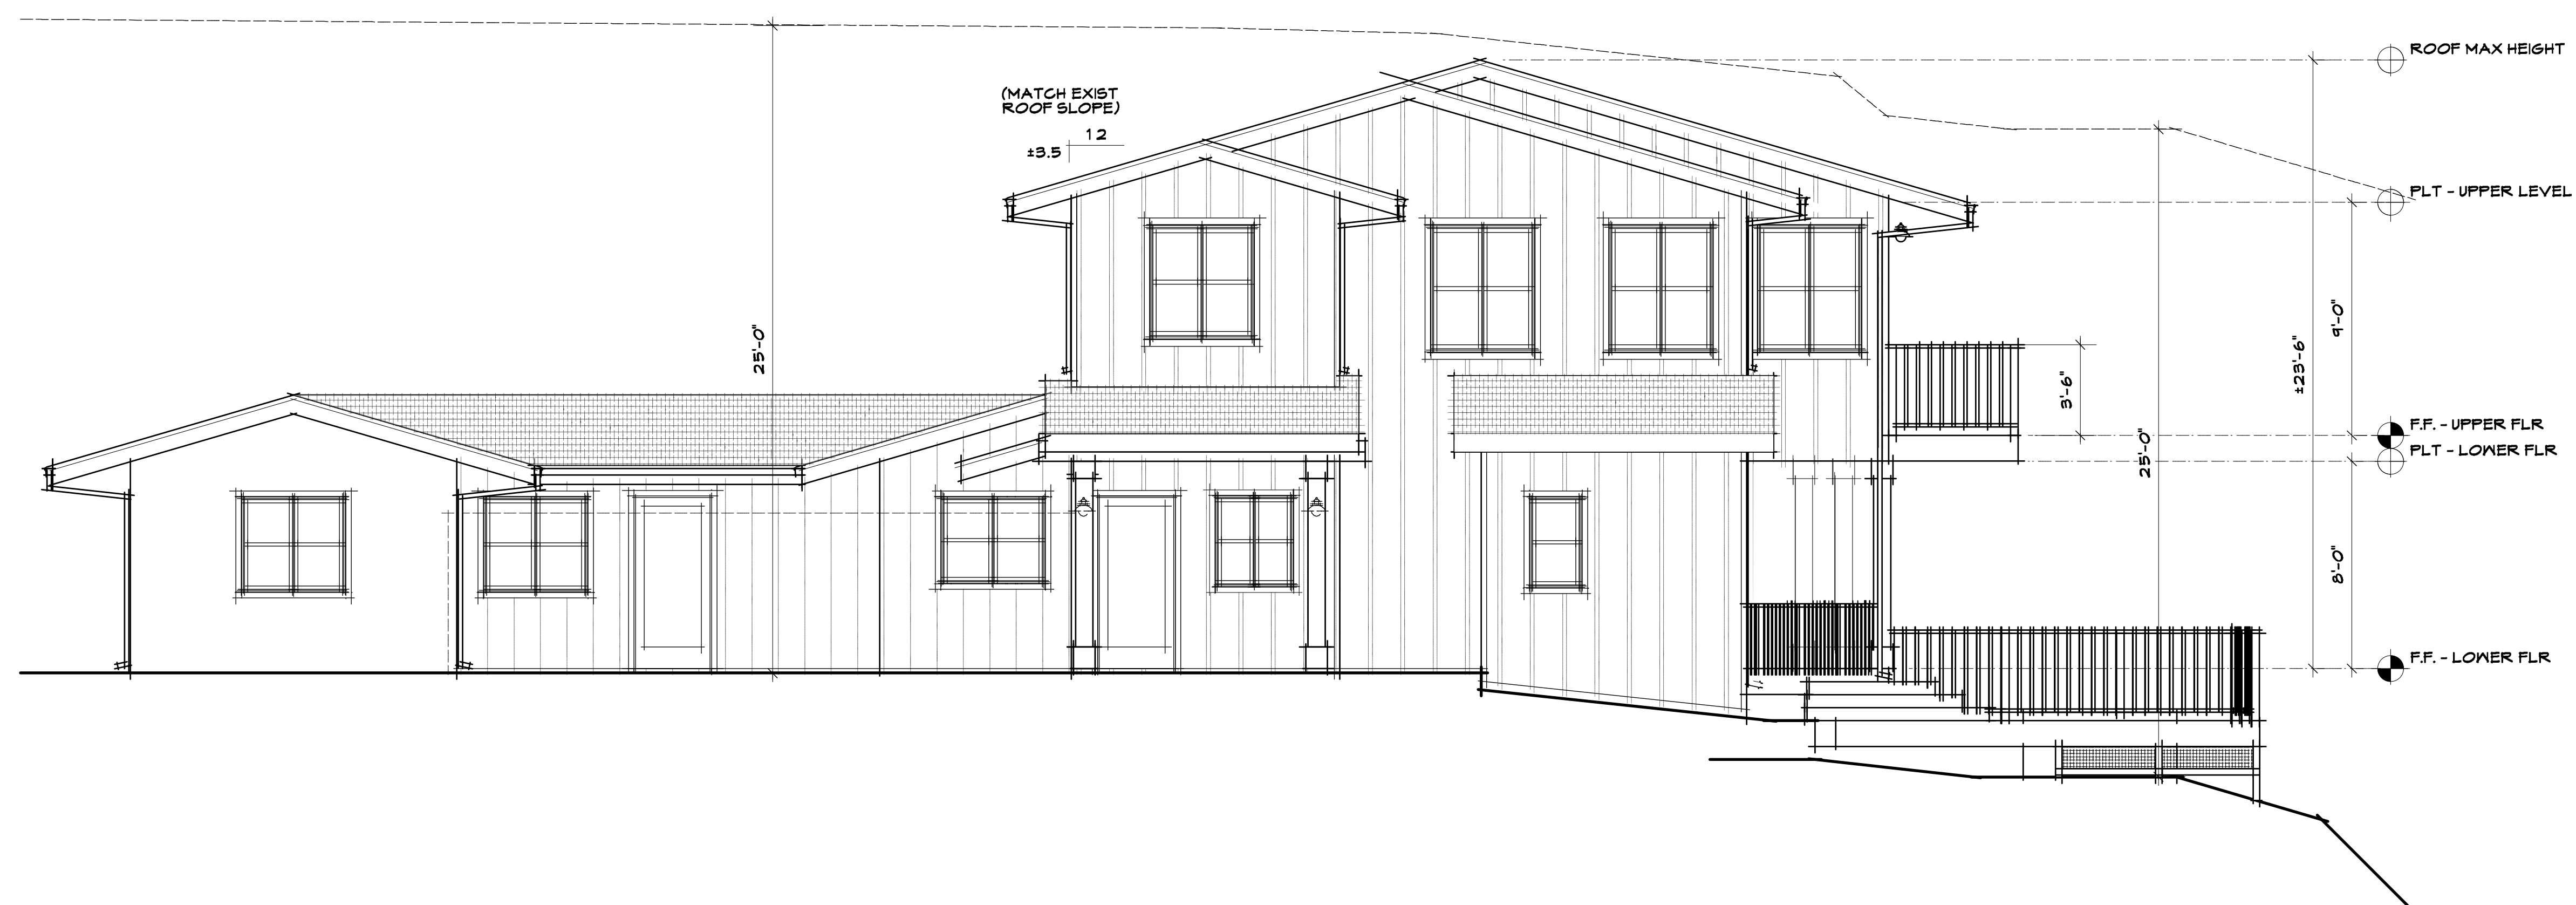 ROOF MAX HEIGHT
(MATCH EXIST
ROOF SLOPE)
12
±3.5
PLT - UPPER LEVEL
25'-0"
9'-0"
±23'-6"
3'-6"
F.F. - UPPER FLR
PLT - LOWER FLR
25'-0"
8'-0"
F.F. - LOWER FLR